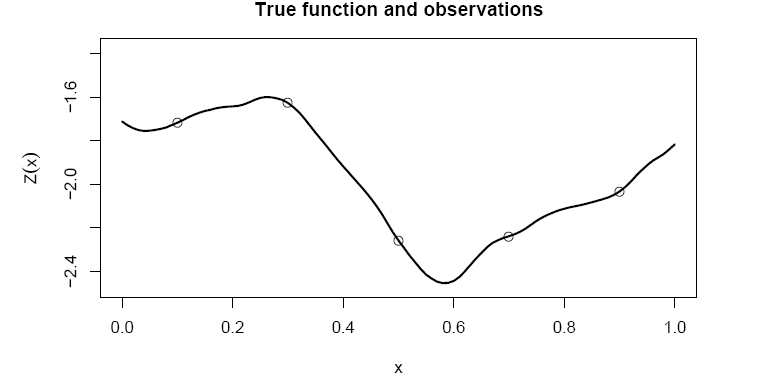 True function and observations
Z(x)
−1.6
−2.0
−2.4
0.0 0.2 0.4 0.6 0.8 1.0
x